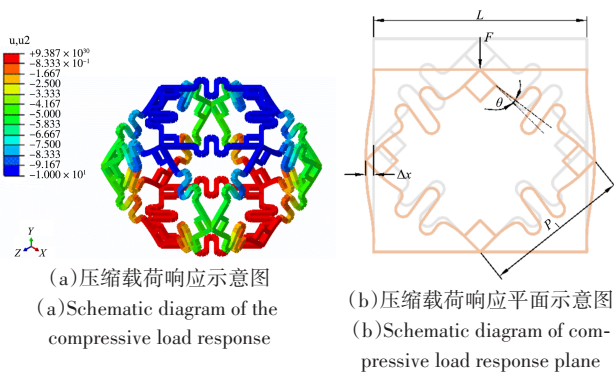 u,u2
+9.387×10³⁰
-8.333×10⁻¹
-1.667
-2.500
-3.333
-4.167
-5.000
-5.833
-6.667
-7.500
-8.333
-9.167
-1.000×10¹
Y
Z X
(a)压缩载荷响应示意图
(a)Schematic diagram of the
compressive load response
L
F
θ
Δx
P₁
(b)压缩载荷响应平面示意图
(b)Schematic diagram of com-
pressive load response plane